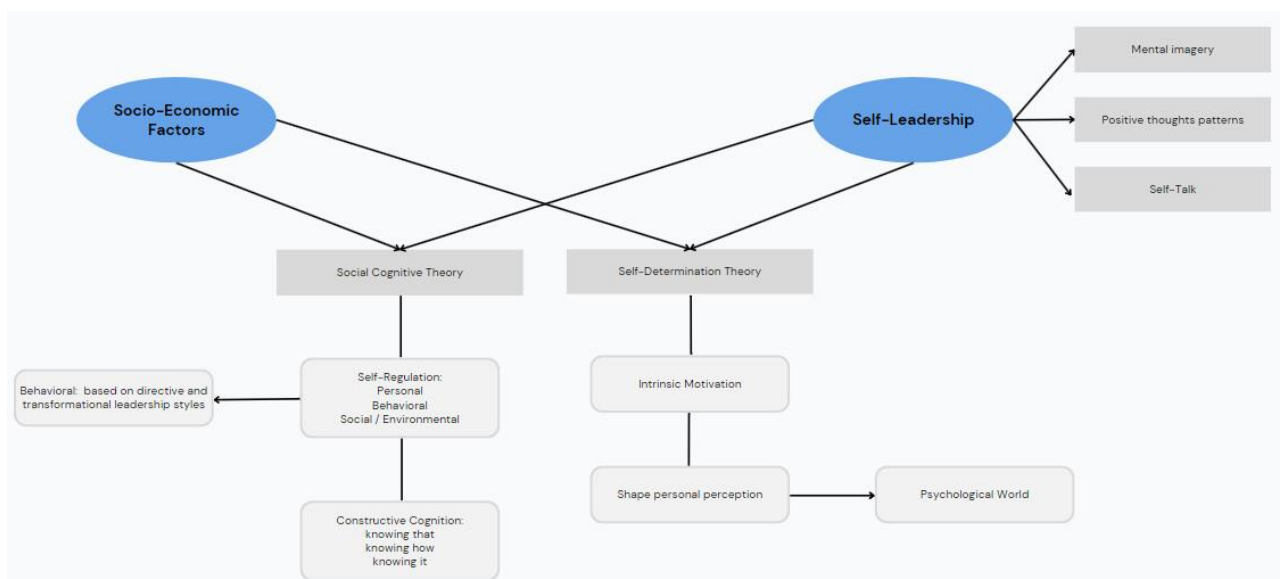 Socio-Economic
Factors
Self-Leadership
Mental imagery
Positive thoughts patterns
Self-Talk
Social Cognitive Theory
Self-Determination Theory
Behavioral: based on directive and
transformational leadership styles
Self-Regulation:
Personal
Behavioral
Social / Environmental
Intrinsic Motivation
Shape personal perception
Psychological World
Constructive Cognition:
knowing that
knowing how
knowing it